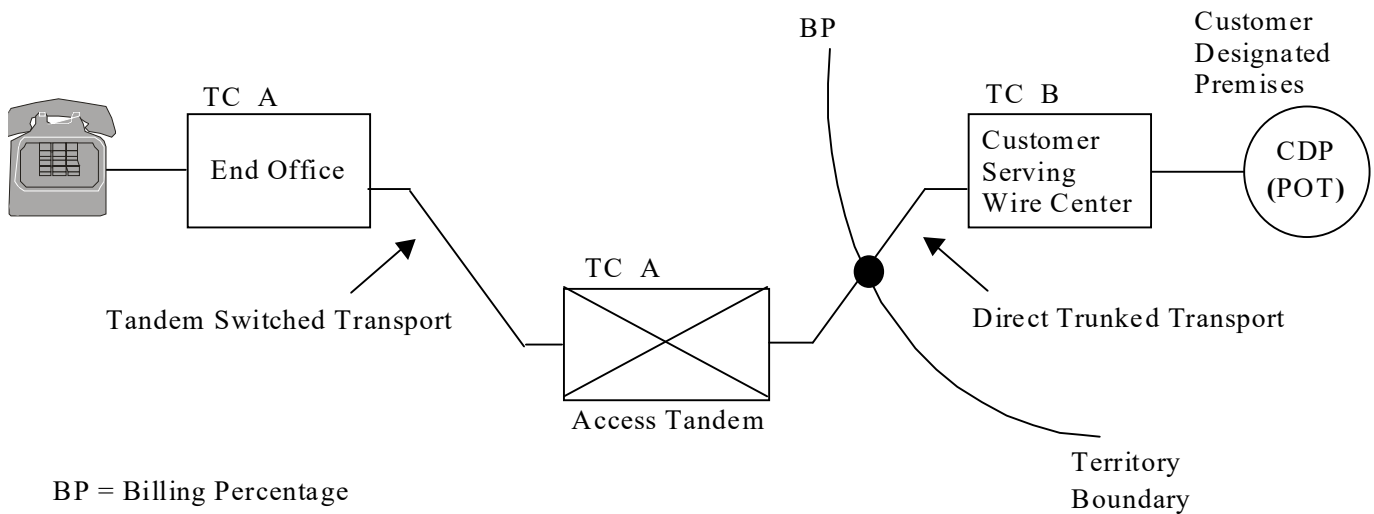 BP
Customer
Designated
Premises
TC A
TC B
End Office
Customer
Serving
Wire Center
CDP
(POT)
TC A
Tandem Switched Transport
Direct Trunked Transport
Access Tandem
Territory
Boundary
BP = Billing Percentage